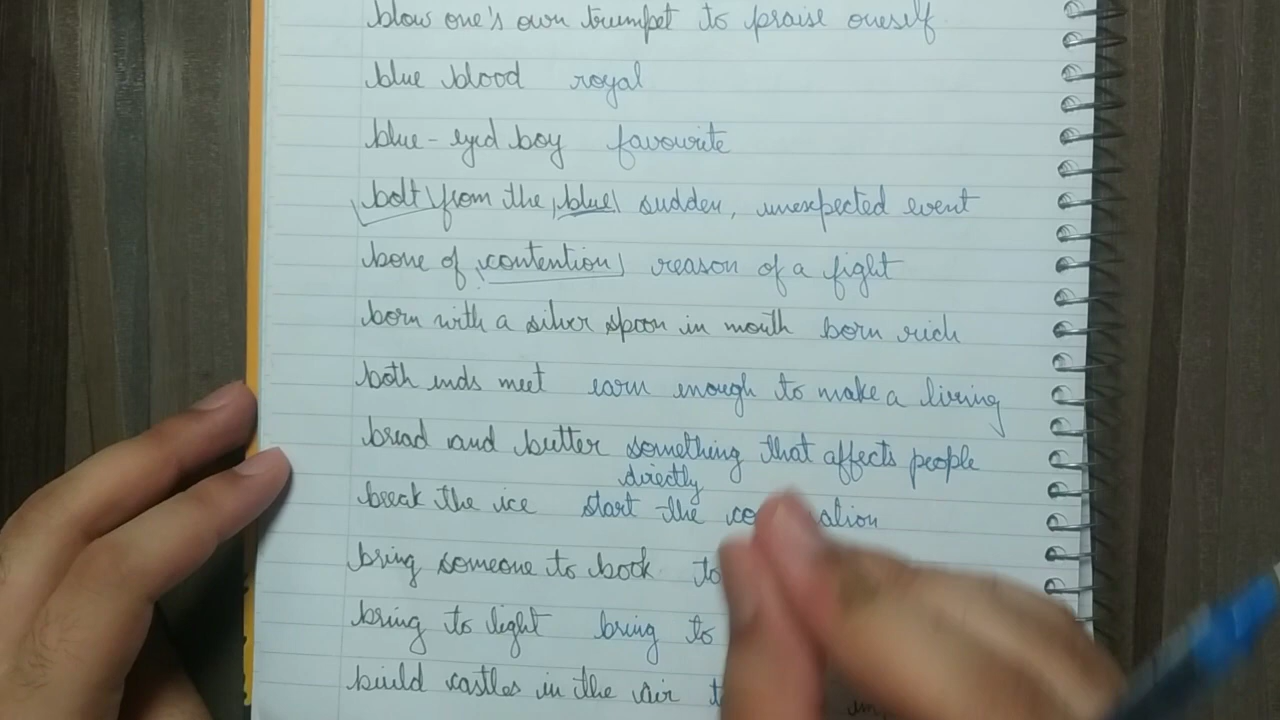 blow one's own trumpet to praise oneself
blue blood royal
blue-eyed boy favourite
bolt from the blue sudden, unexpected event
bone of contention reason of a fight
born with a silver spoon in mouth born rich
both ends meet earn enough to make a living
bread and butter something that affects people
directly
break the ice start the
bring someone to book to
bring to light bring to
build castles in the air